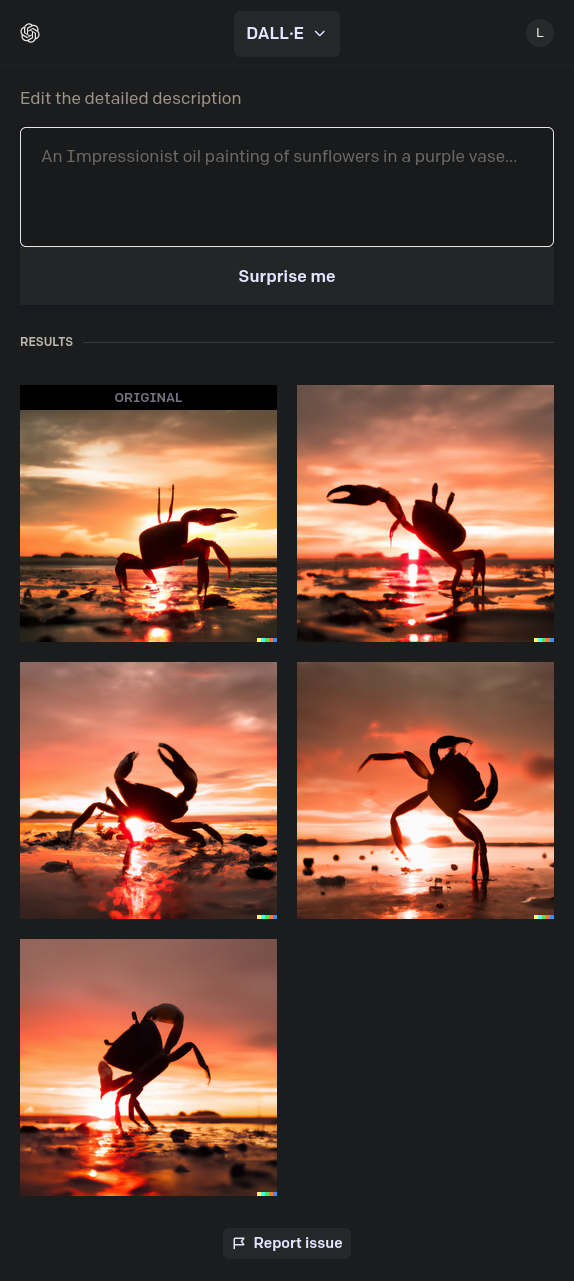 DALL·E
L
Edit the detailed description
An Impressionist oil painting of sunflowers in a purple vase...
Surprise me
RESULTS
ORIGINAL
Report issue